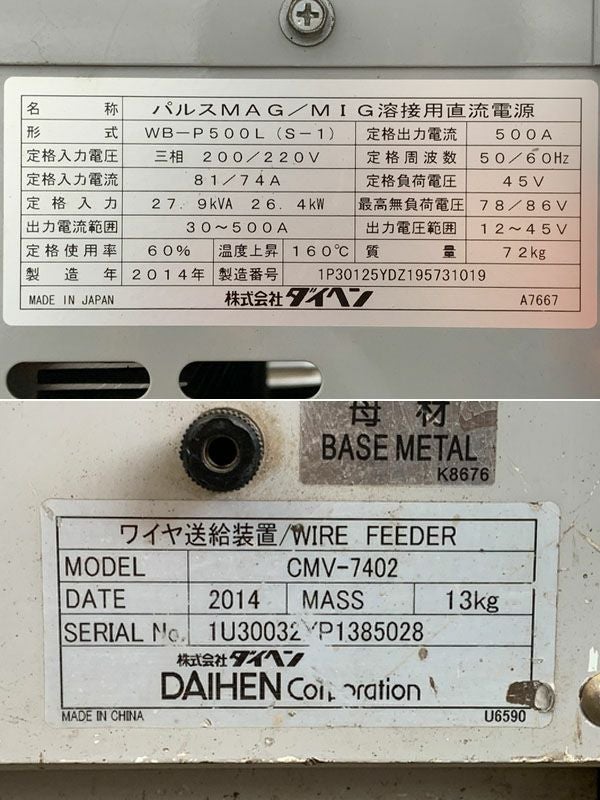 名 称 パルスMAG/MIG溶接用直流電源
形 式 WB-P500L (S-1) 定格出力電流 500A
定格入力電圧 三相 200/220V 定格周波数 50/60Hz
定格入力電流 81/74A 定格負荷電圧 45V
定格入力 27.9kVA 26.4kW 最高無負荷電圧 78/86V
出力電流範囲 30~500A 出力電圧範囲 12~45V
定格使用率 60% 温度上昇 160℃ 質 量 72kg
製造年 2014年 製造番号 1P30125YDZ195731019
MADE IN JAPAN 株式会社ダイヘン A7667
母 材
BASE METAL
K8676
ワイヤ送給装置/WIRE FEEDER
MODEL CMV-7402
DATE 2014 MASS 13kg
SERIAL No. 1U30032YP1385028
株式会社ダイヘン
DAIHEN Corporation
MADE IN CHINA U6590